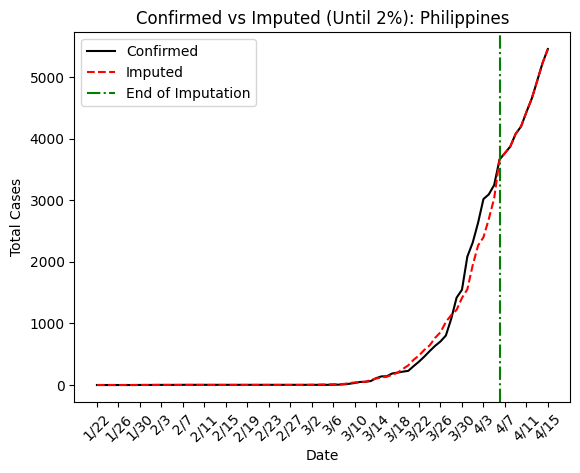 Confirmed vs Imputed (Until 2%): Philippines
Confirmed
Imputed
End of Imputation
Total Cases
5000
4000
3000
2000
1000
0
1/22 1/26 1/30 2/3 2/7 2/11 2/15 2/19 2/23 2/27 3/2 3/6 3/10 3/14 3/18 3/22 3/26 3/30 4/3 4/7 4/11 4/15
Date